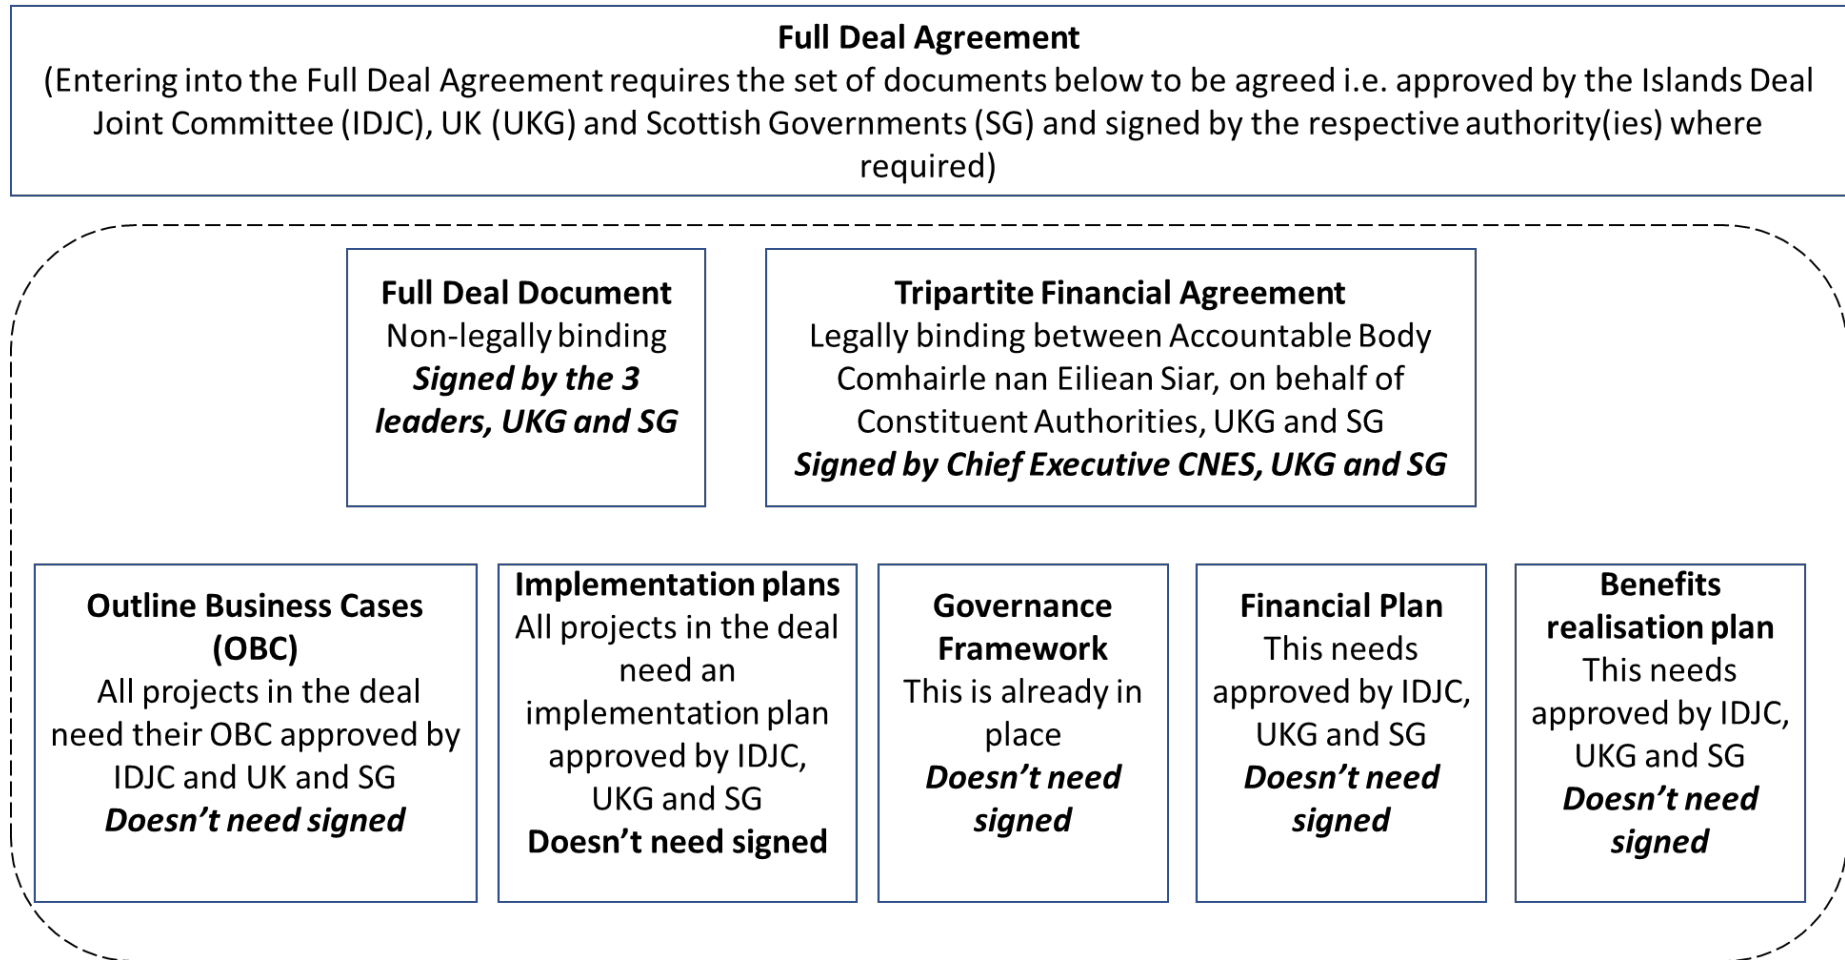 Full Deal Agreement
(Entering into the Full Deal Agreement requires the set of documents below to be agreed i.e. approved by the Islands Deal
Joint Committee (IDJC), UK (UKG) and Scottish Governments (SG) and signed by the respective authority(ies) where
required)
Full Deal Document
Non-legally binding
Signed by the 3
leaders, UKG and SG
Tripartite Financial Agreement
Legally binding between Accountable Body
Comhairle nan Eiliean Siar, on behalf of
Constituent Authorities, UKG and SG
Signed by Chief Executive CNES, UKG and SG
Outline Business Cases
(OBC)
All projects in the deal
need their OBC approved by
IDJC and UK and SG
Doesn’t need signed
Implementation plans
All projects in the deal
need an
implementation plan
approved by IDJC,
UKG and SG
Doesn’t need signed
Governance
Framework
This is already in
place
Doesn’t need
signed
Financial Plan
This needs
approved by IDJC,
UKG and SG
Doesn’t need
signed
Benefits
realisation plan
This needs
approved by IDJC,
UKG and SG
Doesn’t need
signed